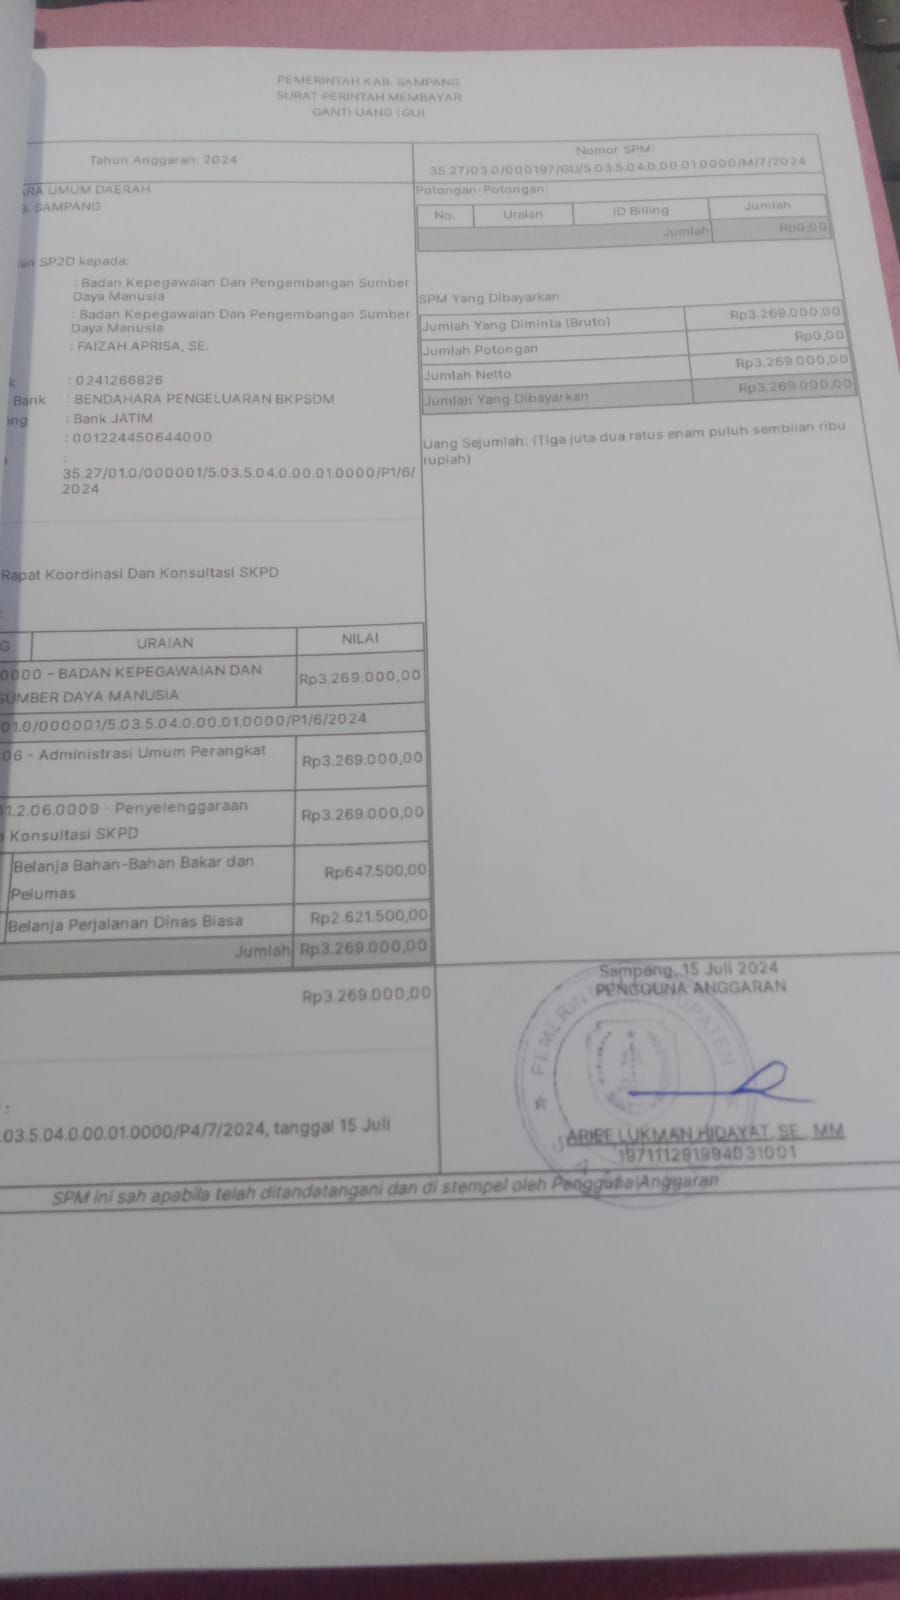 PEMERINTAH KAB. SAMPANG
SURAT PERINTAH MEMBAYAR
GANTI UANG (GU)
Tahun Anggaran: 2024
Nomor SPM:
35.27/03.0/000197/GU/5.03.5.04.0.00.01.0000/M/7/2024
ARA UMUM DAERAH
B. SAMPANG
kan SP2D kepada:
: Badan Kepegawaian Dan Pengembangan Sumber
Daya Manusia
: Badan Kepegawaian Dan Pengembangan Sumber
Daya Manusia
: FAIZAH APRISA, SE.
k : 0241266826
Bank : BENDAHARA PENGELUARAN BKPSDM
ang : Bank JATIM
: 001224450644000
:
35.27/01.0/000001/5.03.5.04.0.00.01.0000/P1/6/
2024
Rapat Koordinasi Dan Konsultasi SKPD
:
G URAIAN NILAI
0000 - BADAN KEPEGAWAIAN DAN
SUMBER DAYA MANUSIA Rp3.269.000,00
01.0/000001/5.03.5.04.0.00.01.0000/P1/6/2024
06 - Administrasi Umum Perangkat Rp3.269.000,00
01.2.06.0009 - Penyelenggaraan
Konsultasi SKPD Rp3.269.000,00
Belanja Bahan-Bahan Bakar dan
Pelumas Rp647.500,00
Belanja Perjalanan Dinas Biasa Rp2.621.500,00
Jumlah Rp3.269.000,00
Rp3.269.000,00
:
.03.5.04.0.00.01.0000/P4/7/2024, tanggal 15 Juli
Potongan-Potongan:
No. Uraian ID Billing Jumlah
Jumlah Rp0,00
SPM Yang Dibayarkan
Jumlah Yang Diminta (Bruto) Rp3.269.000,00
Jumlah Potongan Rp0,00
Jumlah Netto Rp3.269.000,00
Jumlah Yang Dibayarkan Rp3.269.000,00
Uang Sejumlah: (Tiga juta dua ratus enam puluh sembilan ribu
rupiah)
Sampang, 15 Juli 2024
PENGGUNA ANGGARAN
ARIEF LUKMAN HIDAYAT, SE., MM
197111291994031001
SPM ini sah apabila telah ditandatangani dan di stempel oleh Pengguna Anggaran